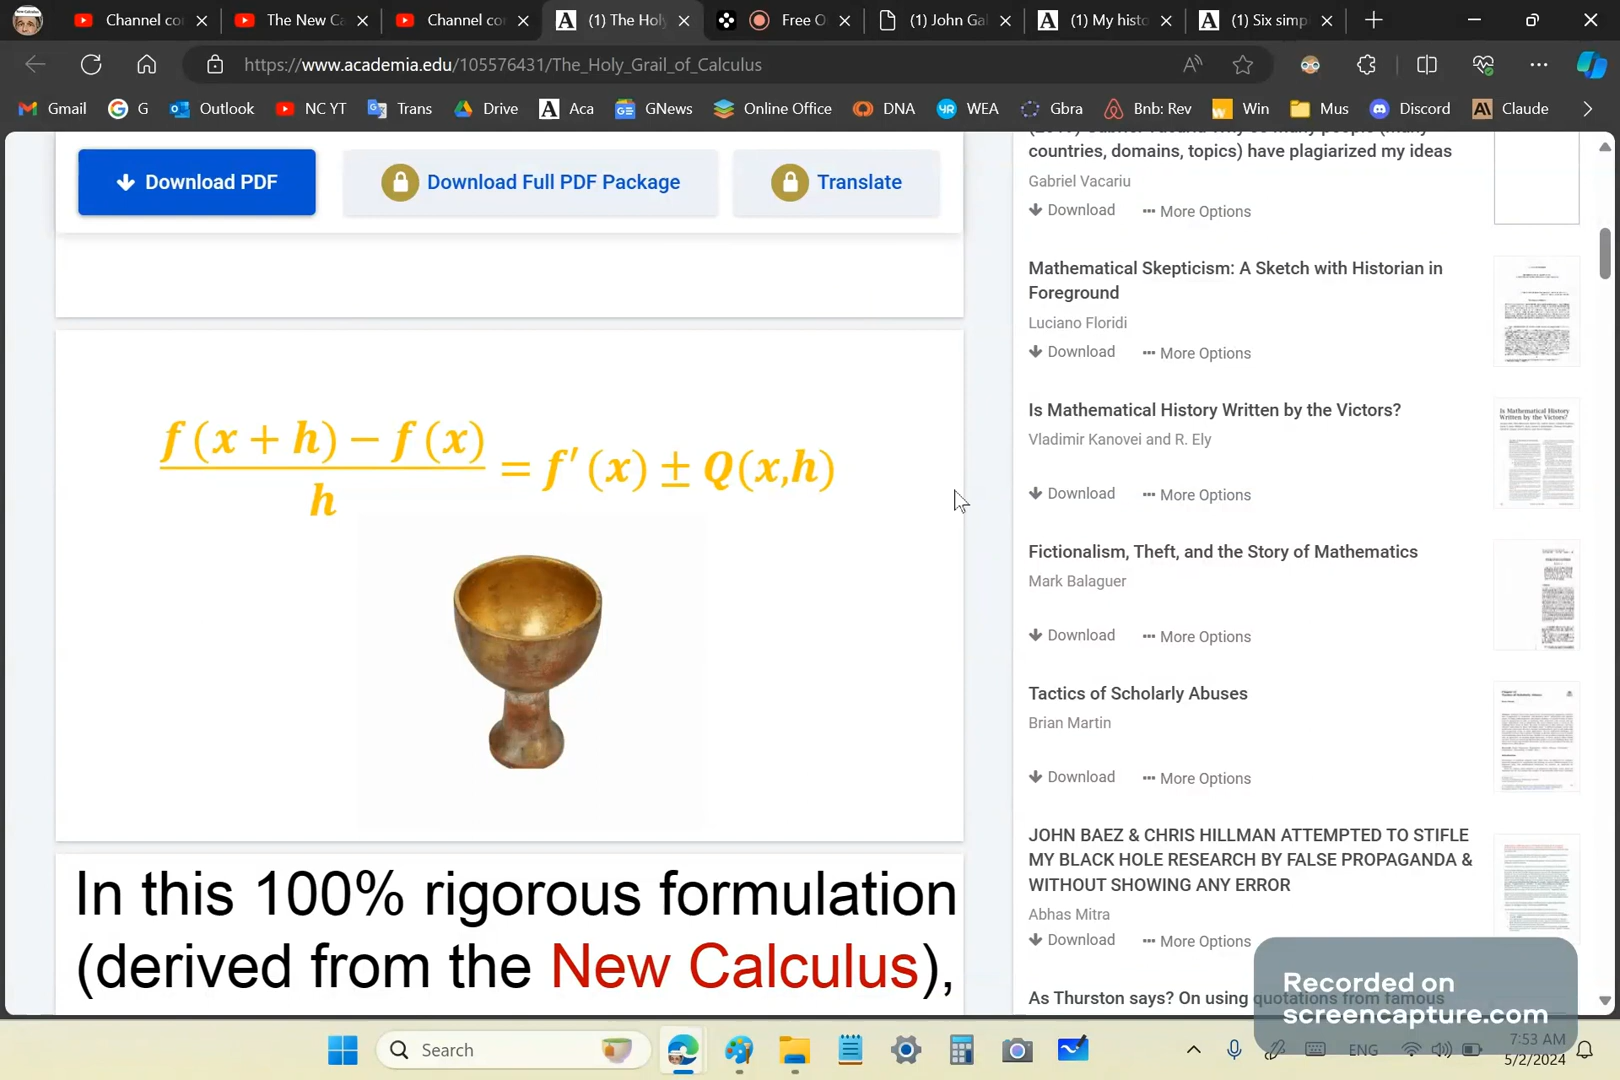 Channel co
The New Ca
Channel co
(1) The Holy
Free O
(1) John Gal
(1) My histo
(1) Six simp
https://www.academia.edu/105576431/The_Holy_Grail_of_Calculus
Gmail
G
Outlook
NC YT
Trans
Drive
Aca
GNews
Online Office
DNA
WEA
Gbra
Bnb: Rev
Win
Mus
Discord
Claude
Download PDF
Download Full PDF Package
Translate
f(x + h) − f(x)
h
= f′(x) ± Q(x,h)
In this 100% rigorous formulation
(derived from the New Calculus),
countries, domains, topics) have plagiarized my ideas
Gabriel Vacariu
Download
More Options
Mathematical Skepticism: A Sketch with Historian in
Foreground
Luciano Floridi
Download
More Options
Is Mathematical History Written by the Victors?
Vladimir Kanovei and R. Ely
Download
More Options
Fictionalism, Theft, and the Story of Mathematics
Mark Balaguer
Download
More Options
Tactics of Scholarly Abuses
Brian Martin
Download
More Options
JOHN BAEZ & CHRIS HILLMAN ATTEMPTED TO STIFLE
MY BLACK HOLE RESEARCH BY FALSE PROPAGANDA &
WITHOUT SHOWING ANY ERROR
Abhas Mitra
Download
More Options
As Thurston says? On using quotations from famous
Recorded on
screencapture.com
Search
ENG
7:53 AM
5/2/2024